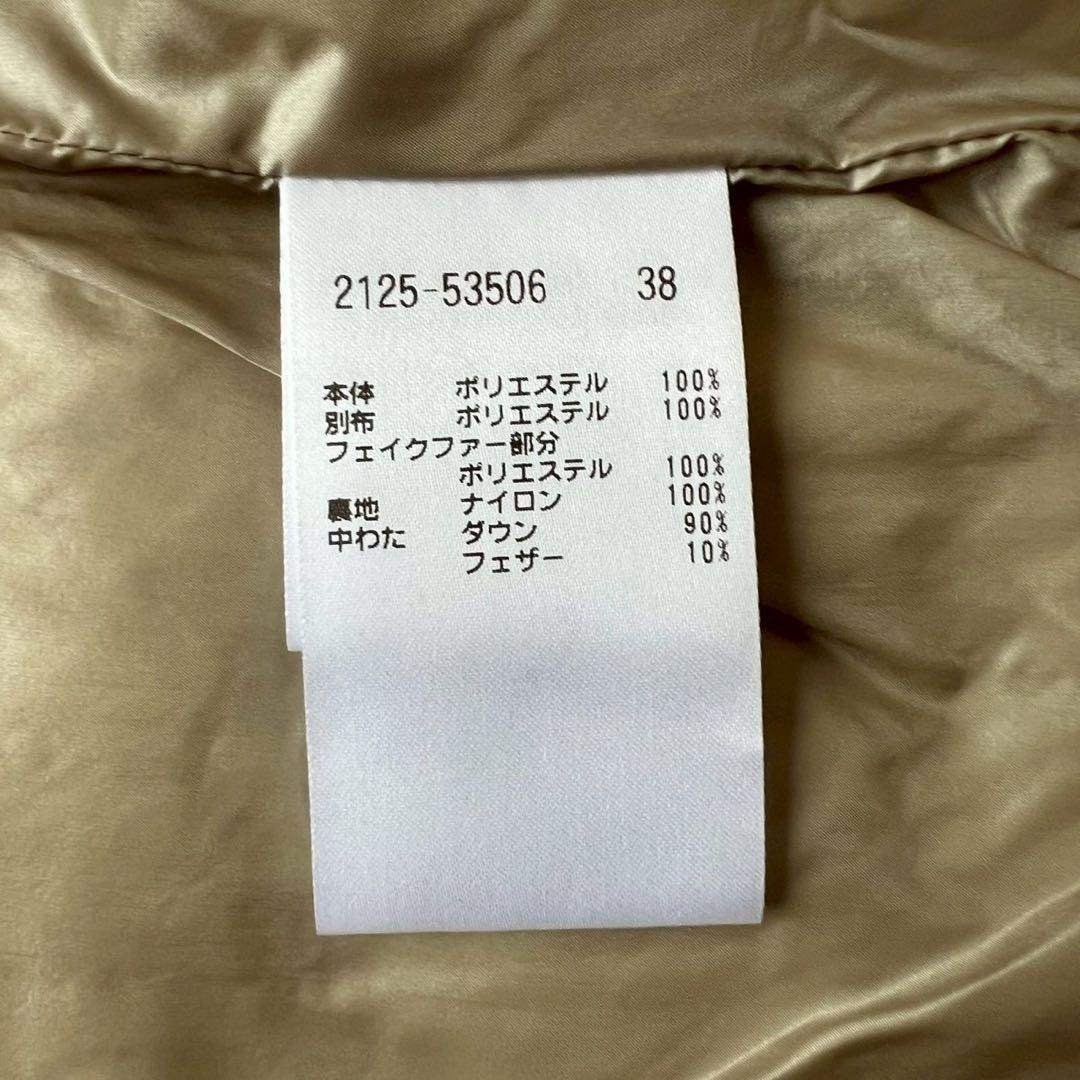 2125-53506 38
本体 ポリエステル 100%
別布 ポリエステル 100%
フェイクファー部分
ポリエステル 100%
裏地 ナイロン 100%
中わた ダウン 90%
フェザー 10%